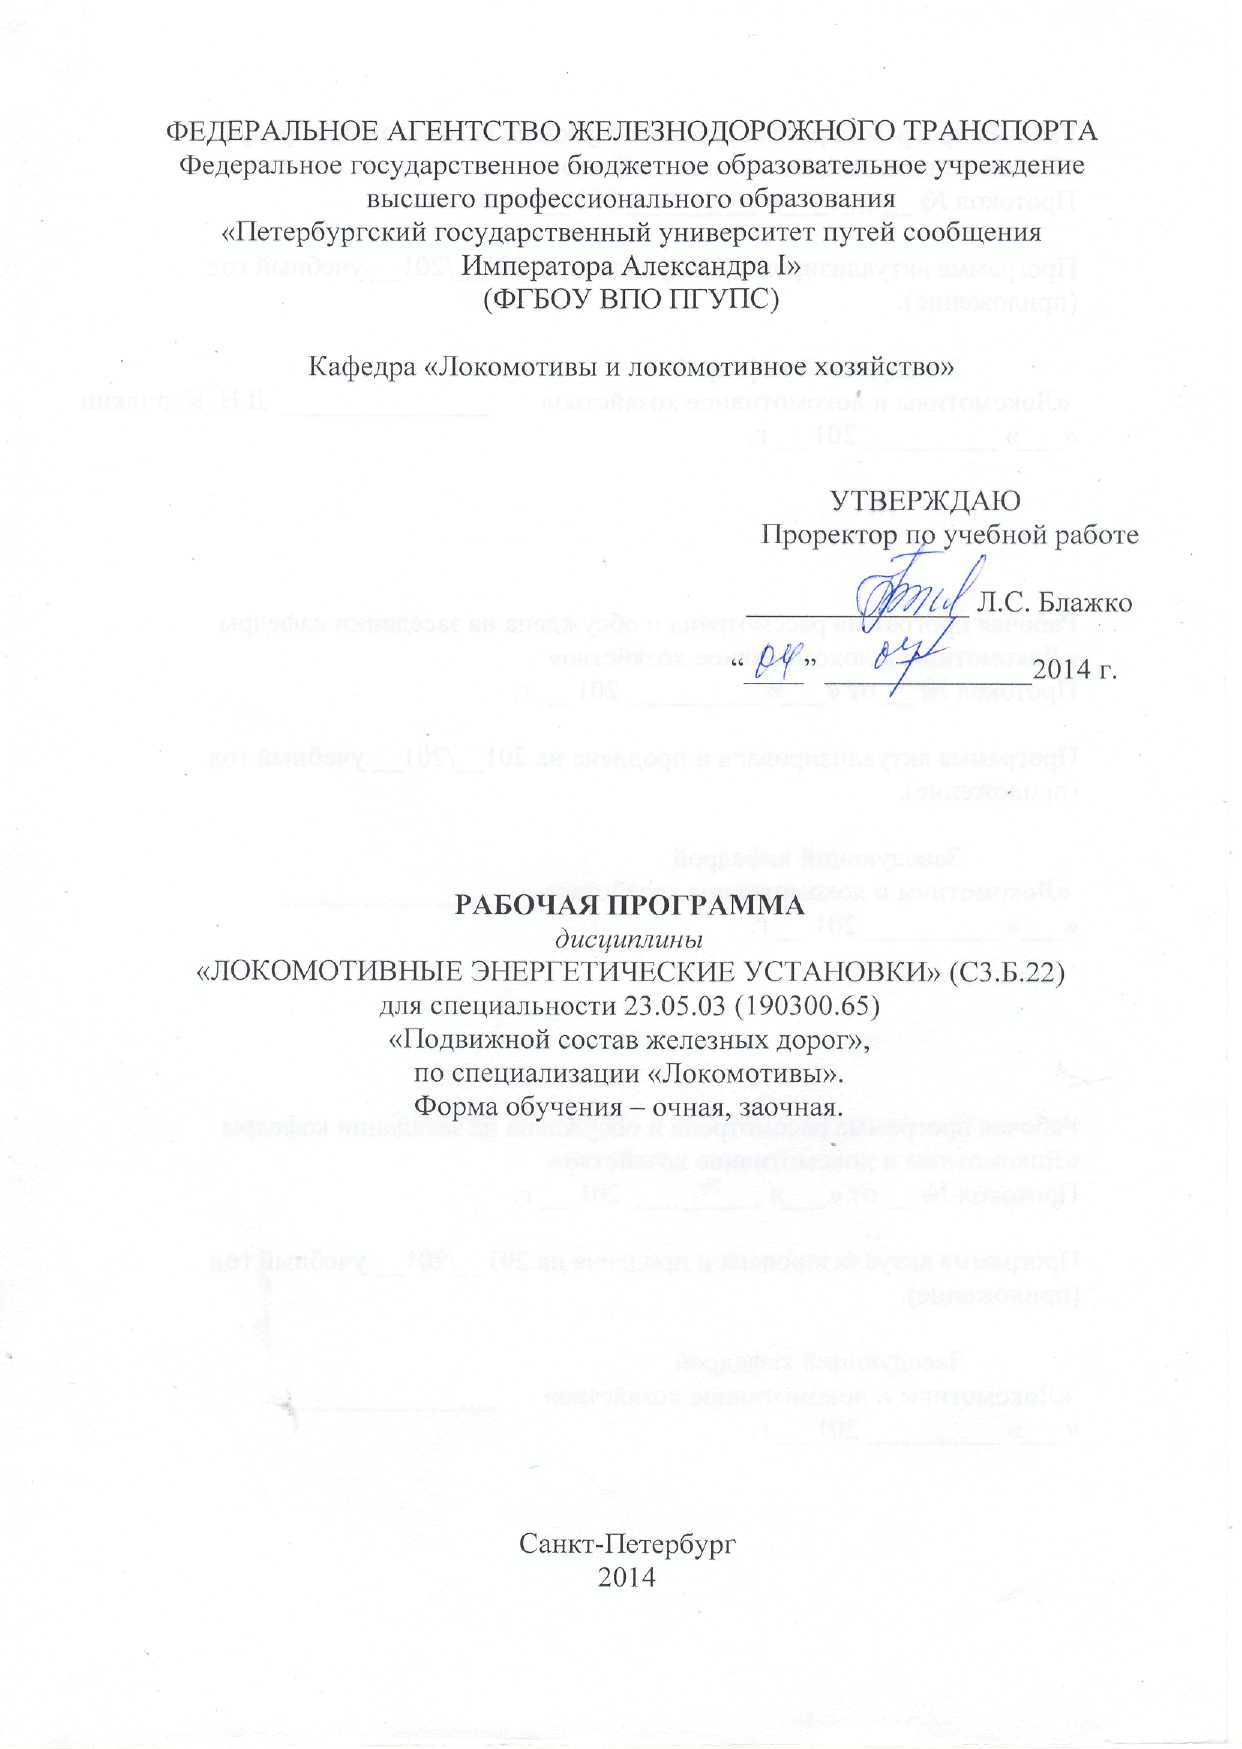 ФЕДЕРАЛЬНОЕ АГЕНТСТВО ЖЕЛЕЗНОДОРОЖНОГО ТРАНСПОРТА
Федеральное государственное бюджетное образовательное учреждение
высшего профессионального образования
«Петербургский государственный университет путей сообщения
Императора Александра I»
(ФГБОУ ВПО ПГУПС)
Кафедра «Локомотивы и локомотивное хозяйство»
УТВЕРЖДАЮ
Проректор по учебной работе
Л.С. Блажко
“ ” 2014 г.
РАБОЧАЯ ПРОГРАММА
дисциплины
«ЛОКОМОТИВНЫЕ ЭНЕРГЕТИЧЕСКИЕ УСТАНОВКИ» (С3.Б.22)
для специальности 23.05.03 (190300.65)
«Подвижной состав железных дорог»,
по специализации «Локомотивы».
Форма обучения – очная, заочная.
Санкт-Петербург
2014